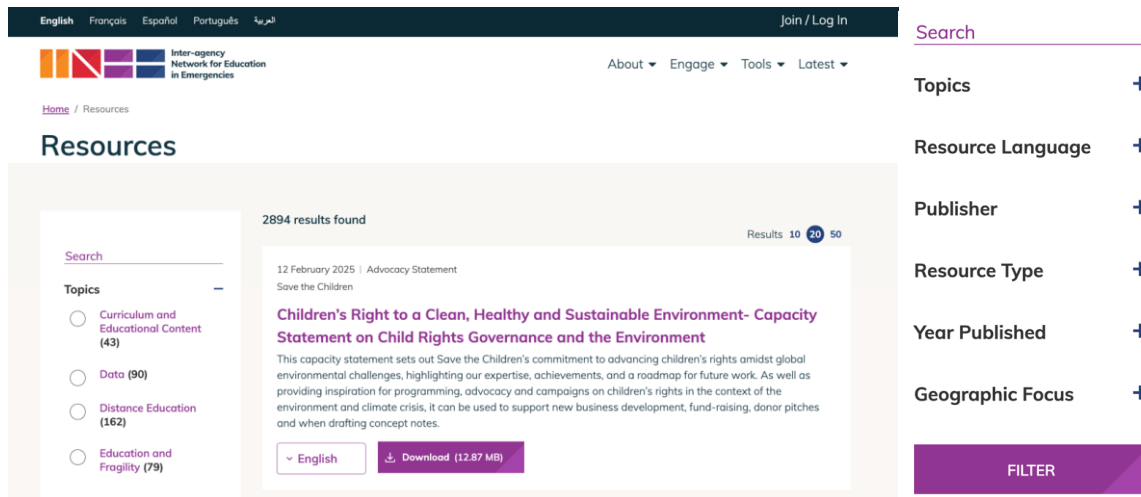 English Français Español Português العربية Join / Log In
Inter-agency
Network for Education
in Emergencies
About Engage Tools Latest
Home / Resources
Resources
2894 results found
Results 10 20 50
Search
Topics
Curriculum and
Educational Content
(43)
Data (90)
Distance Education
(162)
Education and
Fragility (79)
12 February 2025 | Advocacy Statement
Save the Children
Children's Right to a Clean, Healthy and Sustainable Environment- Capacity
Statement on Child Rights Governance and the Environment
This capacity statement sets out Save the Children's commitment to advancing children's rights amidst global
environmental challenges, highlighting our expertise, achievements, and a roadmap for future work. As well as
providing inspiration for programming, advocacy and campaigns on children's rights in the context of the
environment and climate crisis, it can be used to support new business development, fund-raising, donor pitches
and when drafting concept notes.
English Download (12.87 MB)
Search
Topics +
Resource Language +
Publisher +
Resource Type +
Year Published +
Geographic Focus +
FILTER